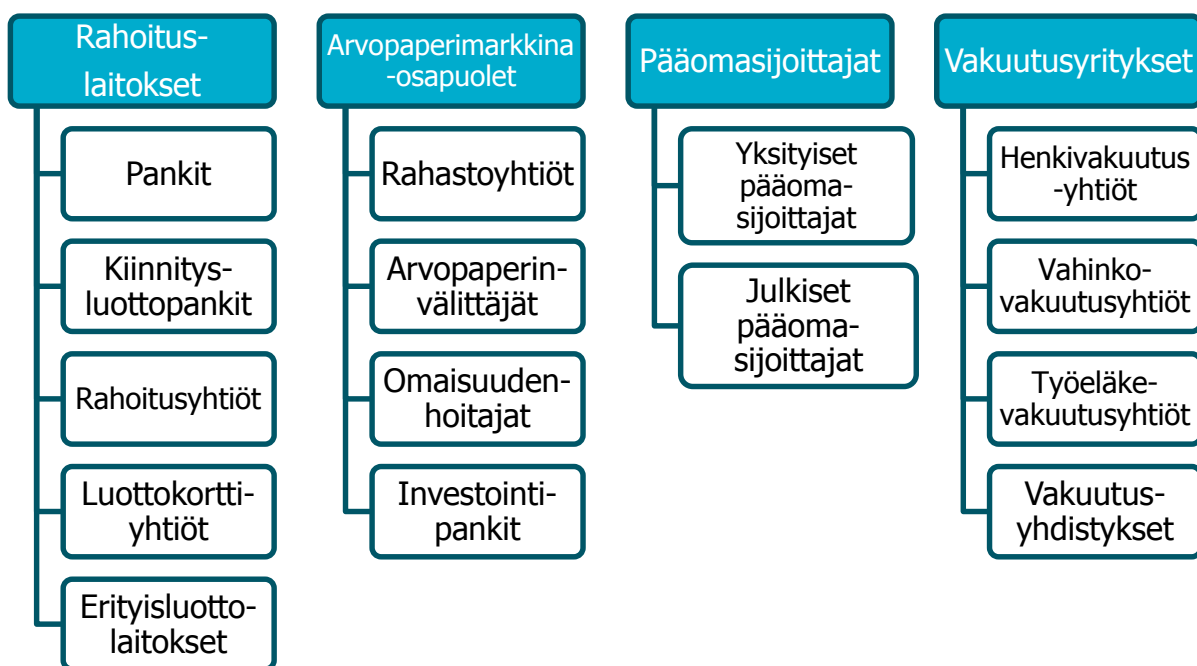 Rahoitus-
laitokset
Pankit
Kiinnitys-
luottopankit
Rahoitusyhtiöt
Luottokortti-
yhtiöt
Erityisluotto-
laitokset
Arvopaperimarkkina
-osapuolet
Rahastoyhtiöt
Arvopaperin-
välittäjät
Omaisuuden-
hoitajat
Investointi-
pankit
Pääomasijoittajat
Yksityiset
pääoma-
sijoittajat
Julkiset
pääoma-
sijoittajat
Vakuutusyritykset
Henkivakuutus
-yhtiöt
Vahinko-
vakuutusyhtiöt
Työeläke-
vakuutusyhtiöt
Vakuutus-
yhdistykset